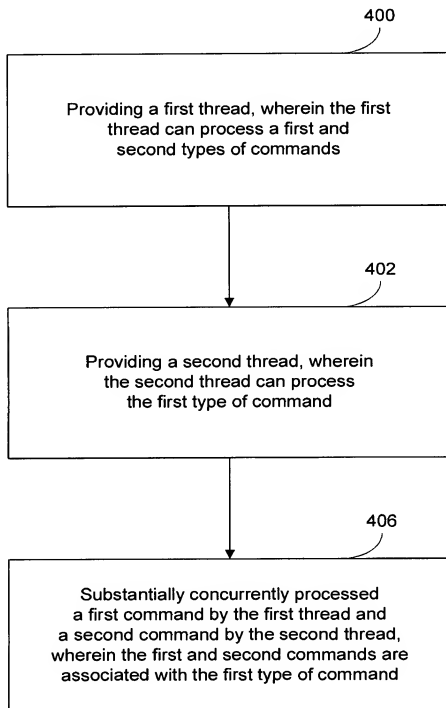 400
Providing a first thread, wherein the first
thread can process a first and
second types of commands
402
Providing a second thread, wherein
the second thread can process
the first type of command
406
Substantially concurrently processed
a first command by the first thread and
a second command by the second thread,
wherein the first and second commands are
associated with the first type of command